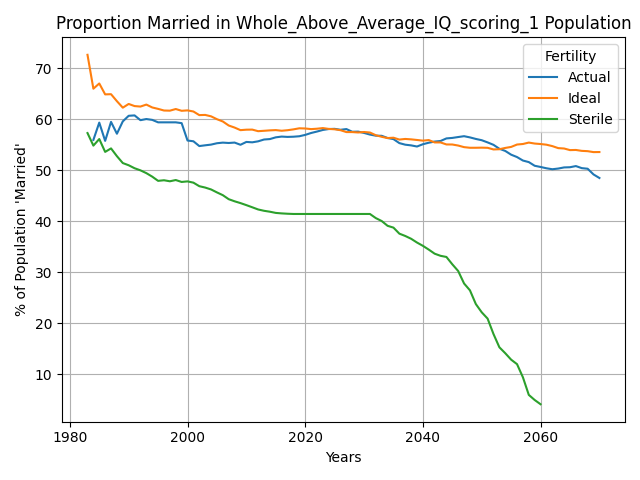 Proportion Married in Whole_Above_Average_IQ_scoring_1 Population
Fertility
Actual
Ideal
Sterile
% of Population 'Married'
70
60
50
40
30
20
10
1980
2000
2020
2040
2060
Years